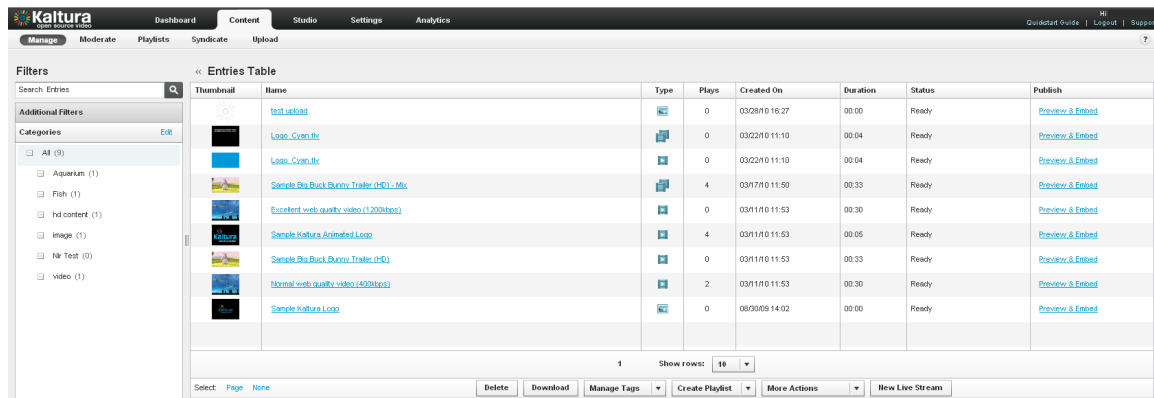 Kaltura
open source video
Dashboard Content Studio Settings Analytics
Hi
Quickstart Guide | Logout | Suppor
Manage Moderate Playlists Syndicate Upload ?
Filters
« Entries Table
Search Entries
Thumbnail Name Type Plays Created On Duration Status Publish
Additional Filters
test upload 0 03/28/10 16:27 00:00 Ready Preview & Embed
Categories Edit
Logo_Cyan.flv 0 03/22/10 11:10 00:04 Ready Preview & Embed
All (9)
Logo_Cyan.flv 0 03/22/10 11:10 00:04 Ready Preview & Embed
Aquarium (1)
Sample Big Buck Bunny Trailer (HD) - Mix 4 03/17/10 11:50 00:33 Ready Preview & Embed
Fish (1)
hd content (1)
Excellent web quality video (1200kbps) 0 03/11/10 11:53 00:30 Ready Preview & Embed
image (1)
Kaltura
Sample Kaltura Animated Logo 4 03/11/10 11:53 00:05 Ready Preview & Embed
Nir Test (0)
Sample Big Buck Bunny Trailer (HD) 0 03/11/10 11:53 00:33 Ready Preview & Embed
video (1)
Normal web quality video (400kbps) 2 03/11/10 11:53 00:30 Ready Preview & Embed
Sample Kaltura Logo 0 08/30/09 14:02 00:00 Ready Preview & Embed
1 Show rows: 10
Select: Page None
Delete Download Manage Tags Create Playlist More Actions New Live Stream